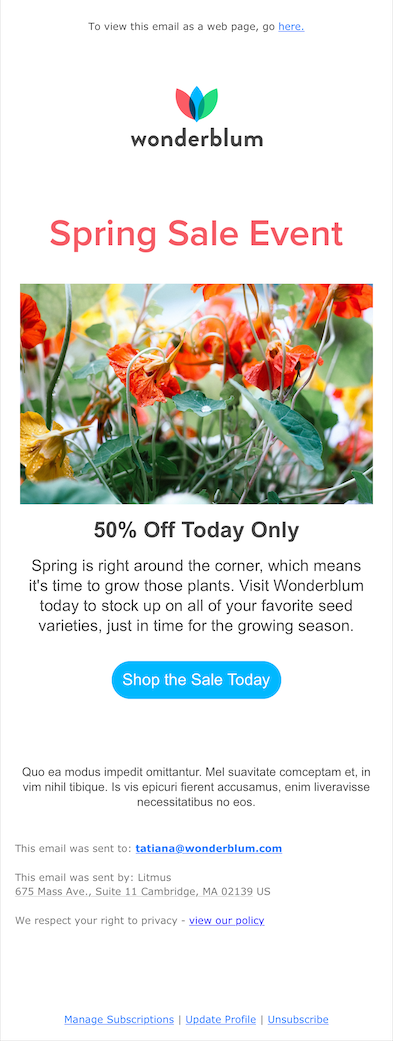 To view this email as a web page, go here.
wonderblum
Spring Sale Event
50% Off Today Only
Spring is right around the corner, which means
it's time to grow those plants. Visit Wonderblum
today to stock up on all of your favorite seed
varieties, just in time for the growing season.
Shop the Sale Today
Quo ea modus impedit omittantur. Mel suavitate comceptam et, in
vim nihil tibique. Is vis epicuri fierent accusamus, enim liveravisse
necessitatibus no eos.
This email was sent to: tatiana@wonderblum.com
This email was sent by: Litmus
675 Mass Ave., Suite 11 Cambridge, MA 02139 US
We respect your right to privacy - view our policy
Manage Subscriptions | Update Profile | Unsubscribe